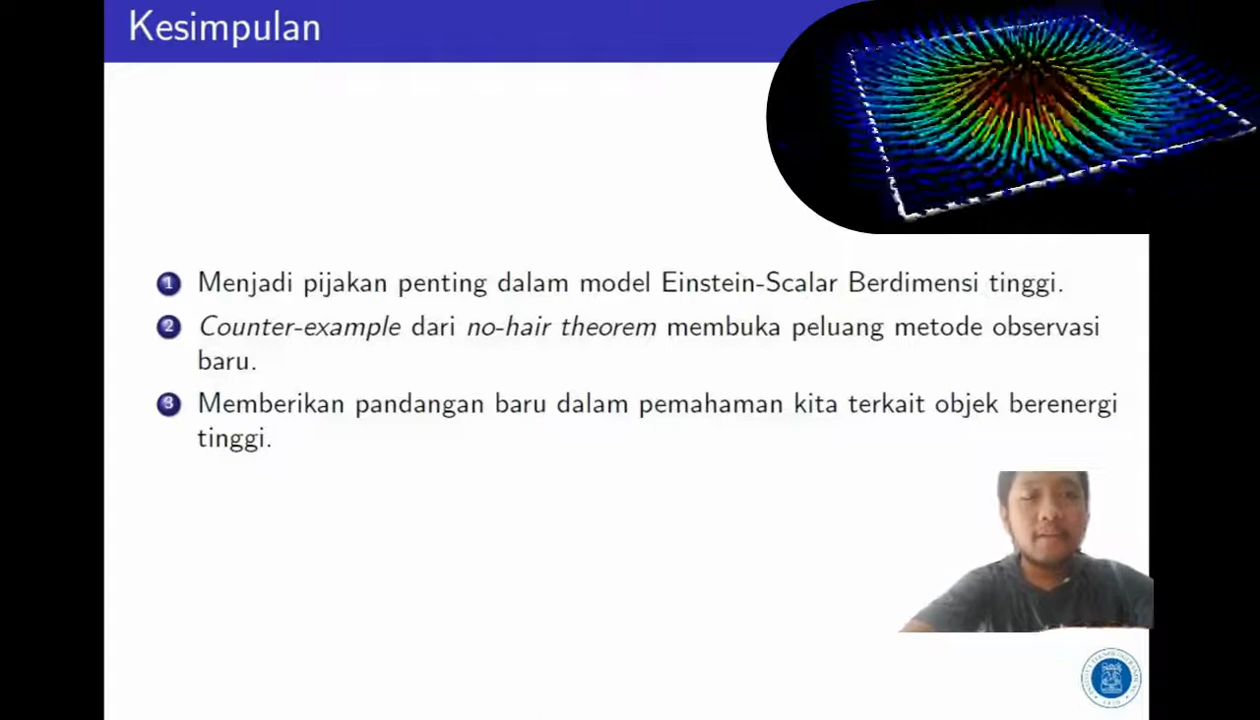 Kesimpulan
1 Menjadi pijakan penting dalam model Einstein-Scalar Berdimensi tinggi.
2 Counter-example dari no-hair theorem membuka peluang metode observasi
baru.
3 Memberikan pandangan baru dalam pemahaman kita terkait objek berenergi
tinggi.